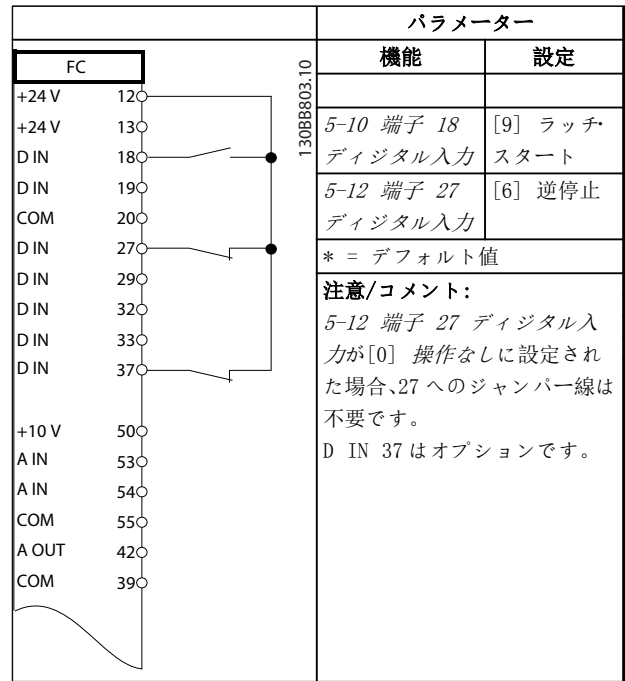 FC
+24 V 12
+24 V 13
D IN 18
D IN 19
COM 20
D IN 27
D IN 29
D IN 32
D IN 33
D IN 37
+10 V 50
A IN 53
A IN 54
COM 55
A OUT 42
COM 39
130BB803.10
パラメーター
機能 設定
5-10 端子 18 [9] ラッチ・
ディジタル入力 スタート
5-12 端子 27 [6] 逆停止
ディジタル入力
* = デフォルト値
注意/コメント:
5-12 端子 27 ディジタル入
力が[0] 操作なしに設定され
た場合、27 へのジャンパー線は
不要です。
D IN 37 はオプションです。